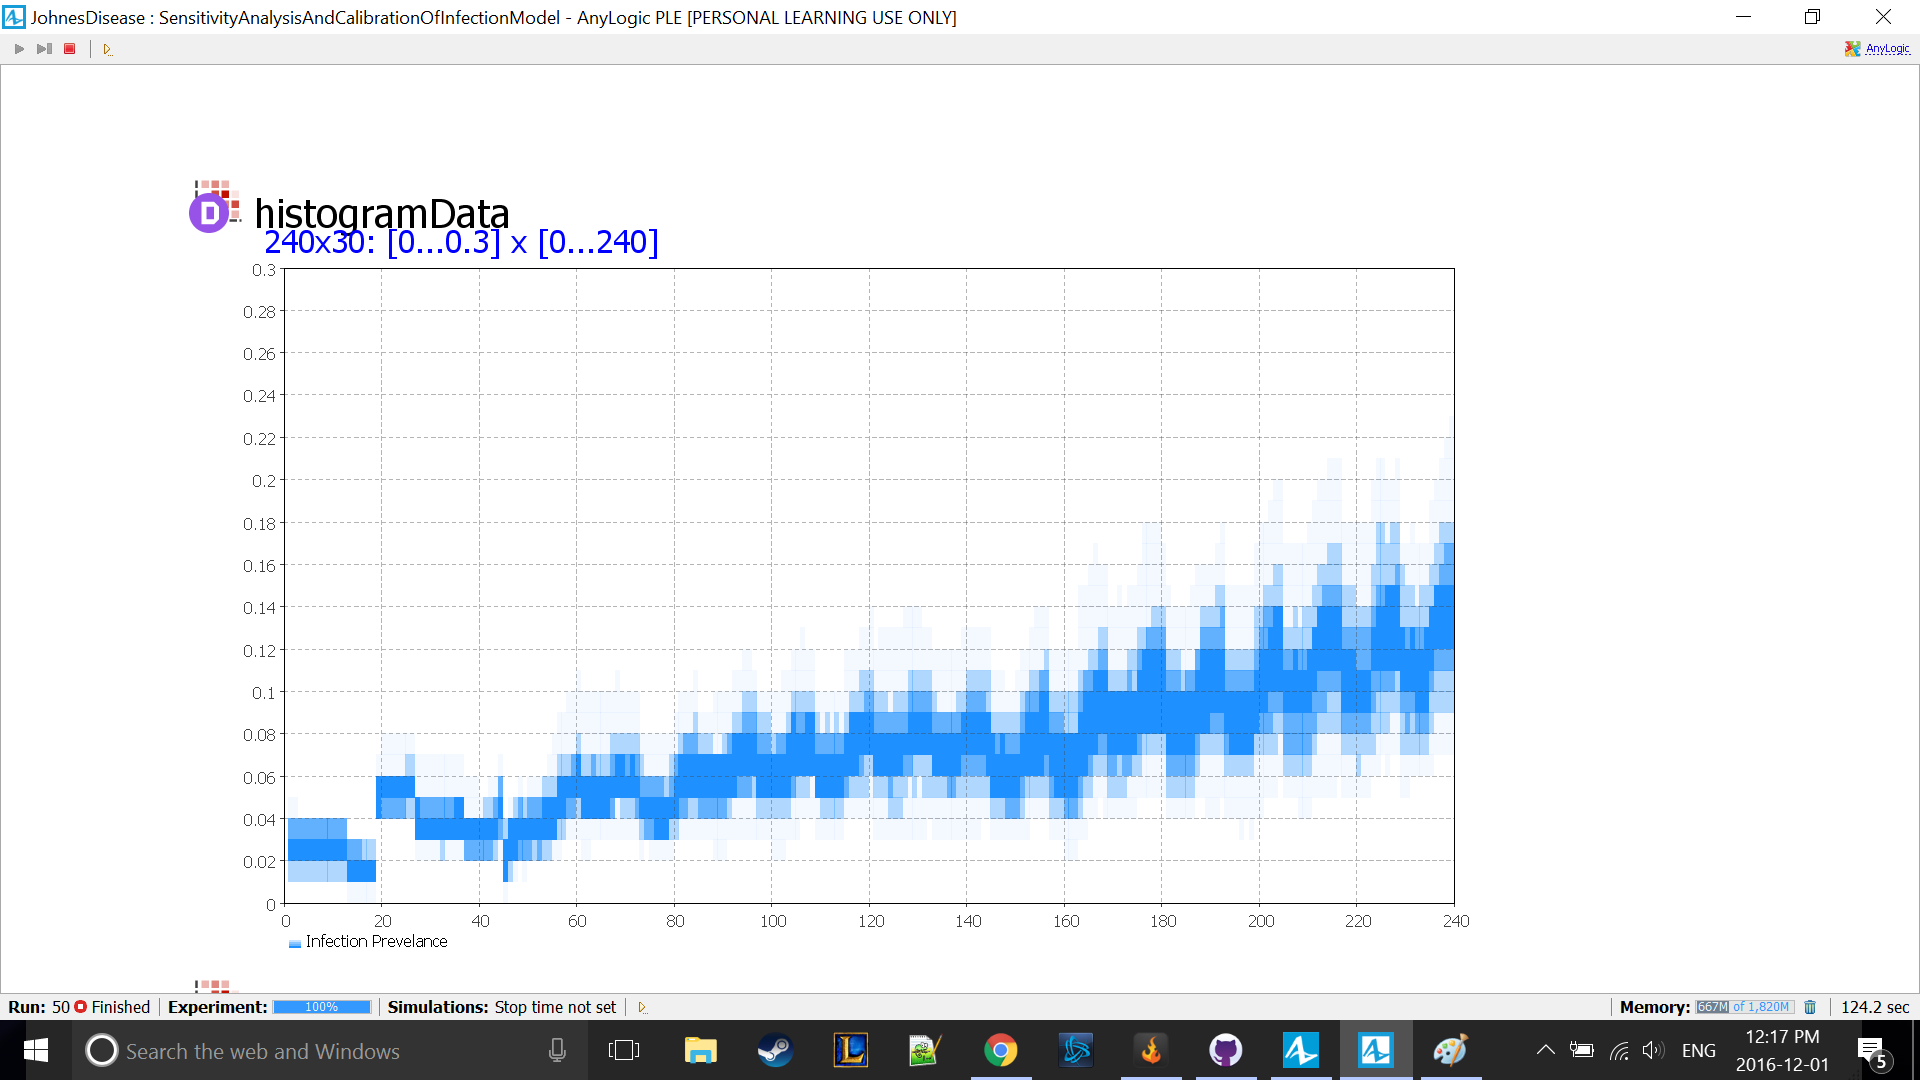 JohnesDisease : SensitivityAnalysisAndCalibrationOfInfectionModel - AnyLogic PLE [PERSONAL LEARNING USE ONLY]
AnyLogic
D histogramData
240x30: [0...0.3] x [0...240]
0.3
0.28
0.26
0.24
0.22
0.2
0.18
0.16
0.14
0.12
0.1
0.08
0.06
0.04
0.02
0
0 20 40 60 80 100 120 140 160 180 200 220 240
Infection Prevelance
Run: 50 Finished Experiment: 100% Simulations: Stop time not set Memory: 667M of 1,820M 124.2 sec
Search the web and Windows
L
ENG
12:17 PM
2016-12-01
5